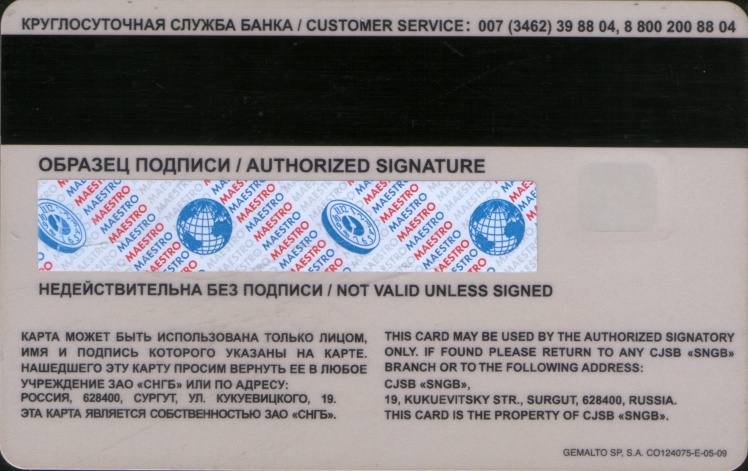 КРУГЛОСУТОЧНАЯ СЛУЖБА БАНКА / CUSTOMER SERVICE: 007 (3462) 39 88 04, 8 800 200 88 04
ОБРАЗЕЦ ПОДПИСИ / AUTHORIZED SIGNATURE
MAESTRO MAESTRO MAESTRO MAESTRO
НЕДЕЙСТВИТЕЛЬНА БЕЗ ПОДПИСИ / NOT VALID UNLESS SIGNED
КАРТА МОЖЕТ БЫТЬ ИСПОЛЬЗОВАНА ТОЛЬКО ЛИЦОМ,
ИМЯ И ПОДПИСЬ КОТОРОГО УКАЗАНЫ НА КАРТЕ.
НАШЕДШЕГО ЭТУ КАРТУ ПРОСИМ ВЕРНУТЬ ЕЕ В ЛЮБОЕ
УЧРЕЖДЕНИЕ ЗАО «СНГБ» ИЛИ ПО АДРЕСУ:
РОССИЯ, 628400, СУРГУТ, УЛ. КУКУЕВИЦКОГО, 19.
ЭТА КАРТА ЯВЛЯЕТСЯ СОБСТВЕННОСТЬЮ ЗАО «СНГБ».
THIS CARD MAY BE USED BY THE AUTHORIZED SIGNATORY
ONLY. IF FOUND PLEASE RETURN TO ANY CJSB «SNGB»
BRANCH OR TO THE FOLLOWING ADDRESS:
CJSB «SNGB»,
19, KUKUEVITSKY STR., SURGUT, 628400, RUSSIA.
THIS CARD IS THE PROPERTY OF CJSB «SNGB».
GEMALTO SP, S.A. CO124075-E-05-09